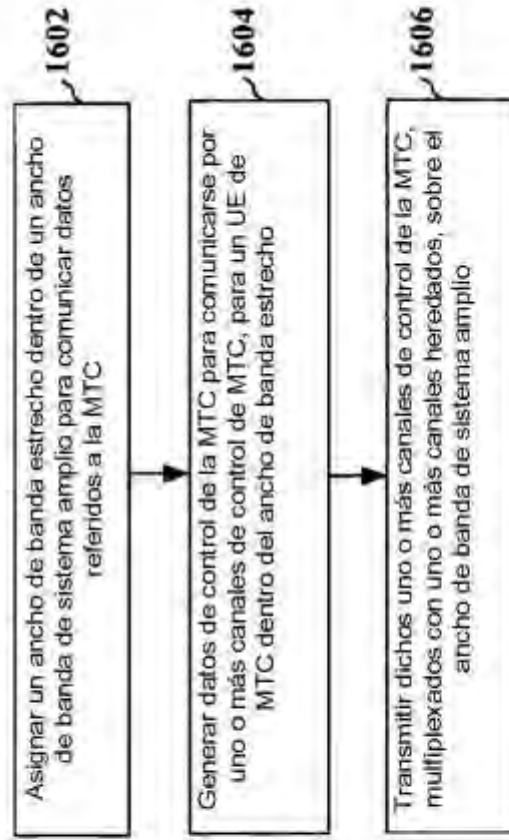 Asignar un ancho de banda estrecho dentro de un ancho
de banda de sistema amplio para comunicar datos
referidos a la MTC
1602
Generar datos de control de la MTC para comunicarse por
uno o más canales de control de MTC, para un UE de
MTC dentro del ancho de banda estrecho
1604
Transmitir dichos uno o más canales de control de la MTC,
multiplexados con uno o más canales heredados, sobre el
ancho de banda de sistema amplio
1606